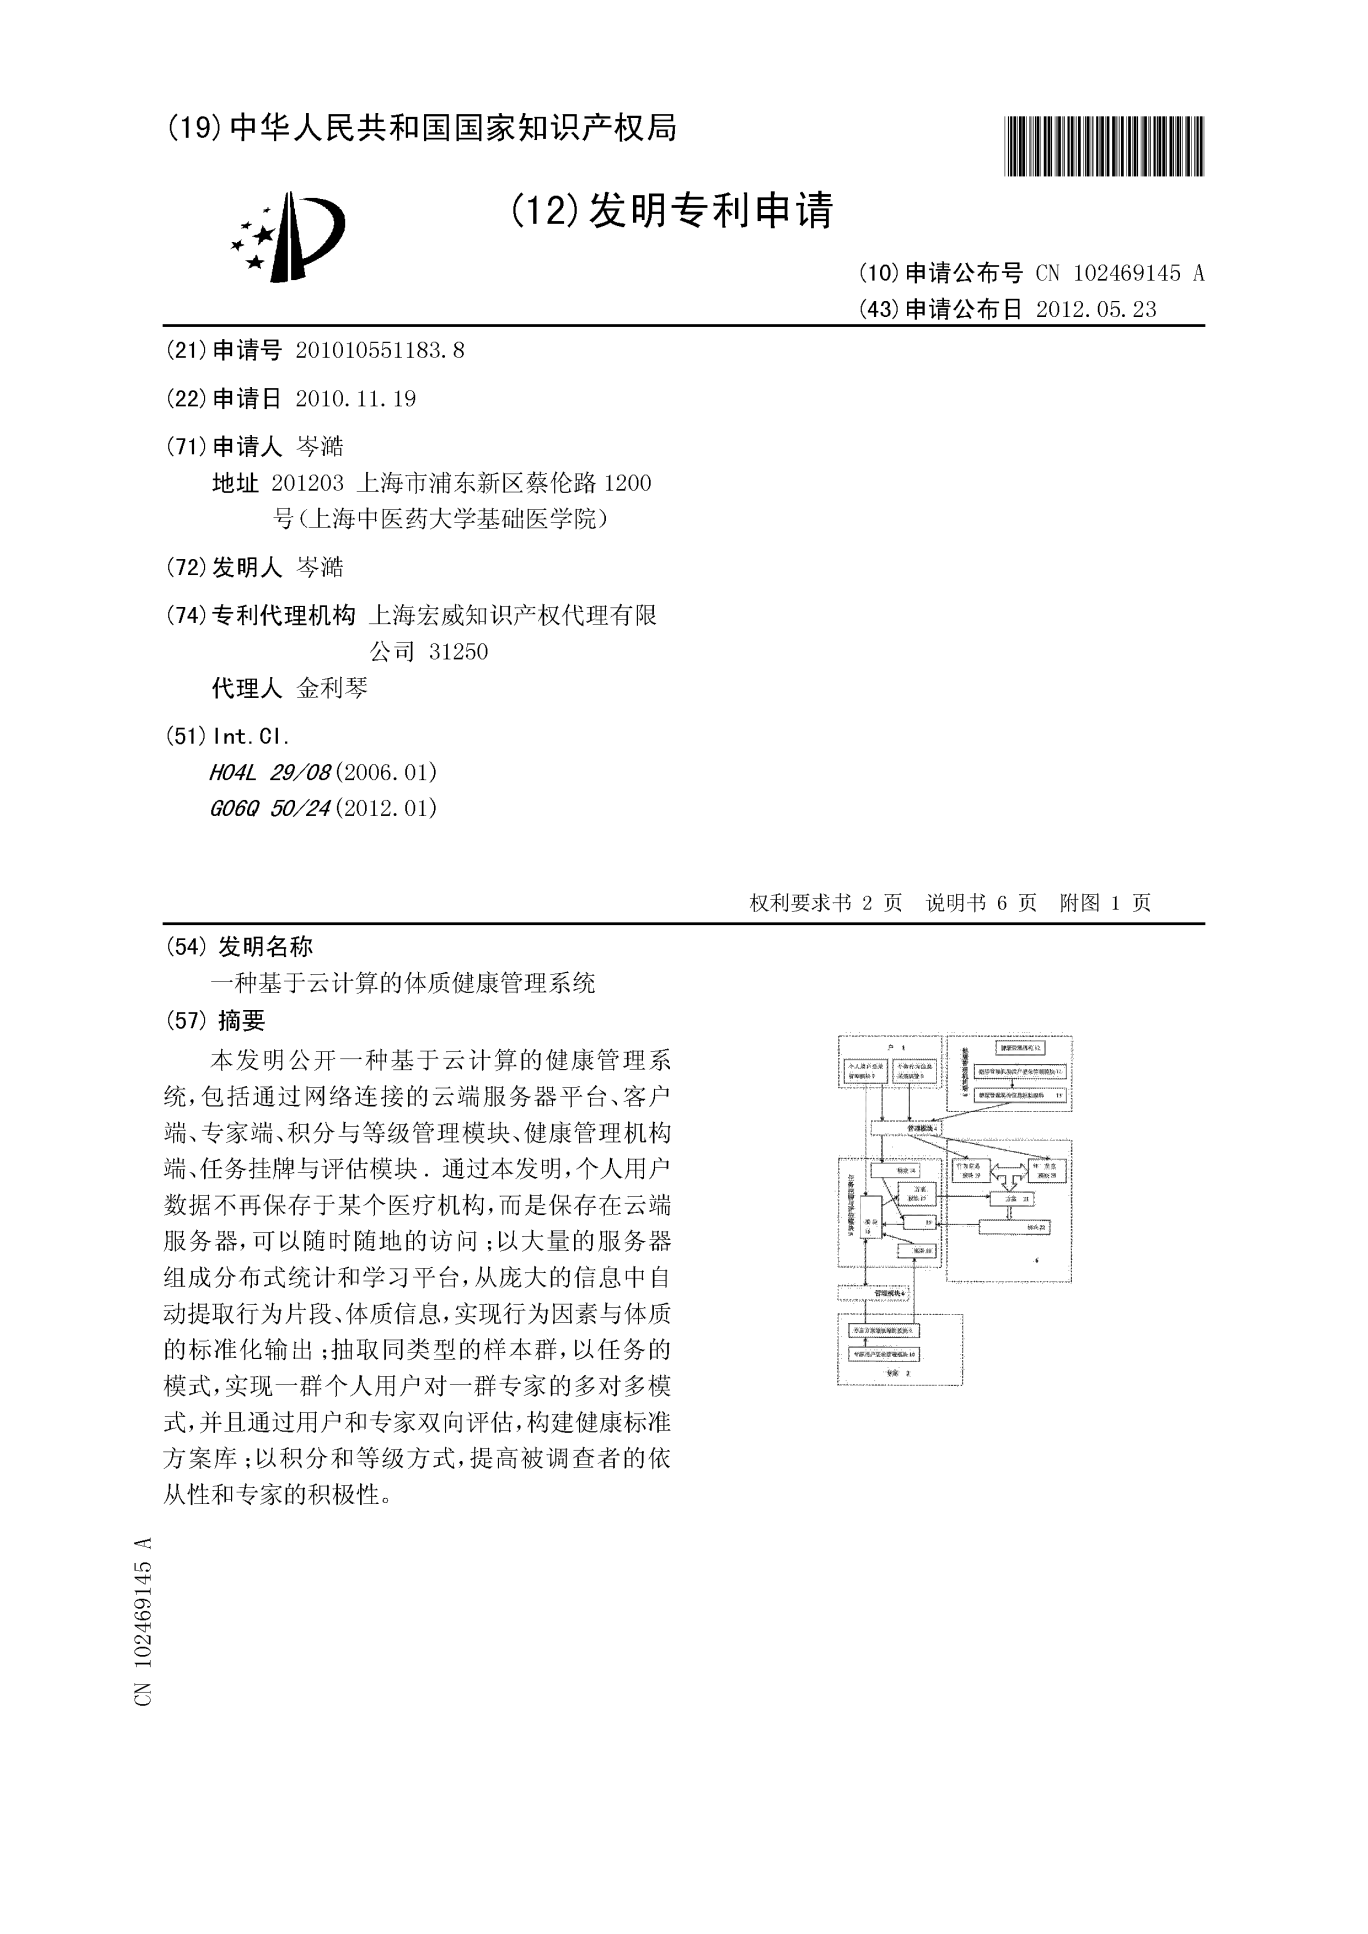 (19)中华人民共和国国家知识产权局
(12)发明专利申请
(10)申请公布号 CN 102469145 A
(43)申请公布日 2012.05.23
(21)申请号 201010551183.8
(22)申请日 2010.11.19
(71)申请人 岑澔
地址 201203 上海市浦东新区蔡伦路1200
号(上海中医药大学基础医学院)
(72)发明人 岑澔
(74)专利代理机构 上海宏威知识产权代理有限
公司 31250
代理人 金利琴
(51)Int.Cl.
H04L 29/08(2006.01)
G06Q 50/24(2012.01)
权利要求书 2 页 说明书 6 页 附图 1 页
(54) 发明名称
一种基于云计算的体质健康管理系统
(57) 摘要
本发明公开一种基于云计算的健康管理系
统,包括通过网络连接的云端服务器平台、客户
端、专家端、积分与等级管理模块、健康管理机构
端、任务挂牌与评估模块. 通过本发明,个人用户
数据不再保存于某个医疗机构,而是保存在云端
服务器,可以随时随地的访问;以大量的服务器
组成分布式统计和学习平台,从庞大的信息中自
动提取行为片段、体质信息,实现行为因素与体质
的标准化输出;抽取同类型的样本群,以任务的
模式,实现一群个人用户对一群专家的多对多模
式,并且通过用户和专家双向评估,构建健康标准
方案库;以积分和等级方式,提高被调查者的依
从性和专家的积极性。
户 1
管理模块4
管理模块4
CN 102469145 A